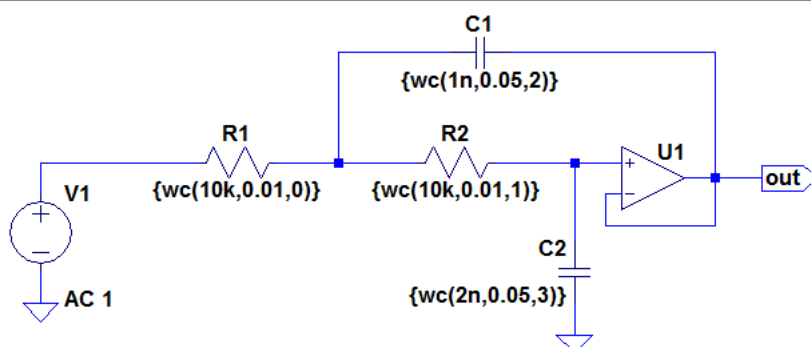 C1
{wc(1n,0.05,2)}
R1
R2
{wc(10k,0.01,0)}
{wc(10k,0.01,1)}
+
-
U1
out
V1
+
-
C2
AC 1
{wc(2n,0.05,3)}